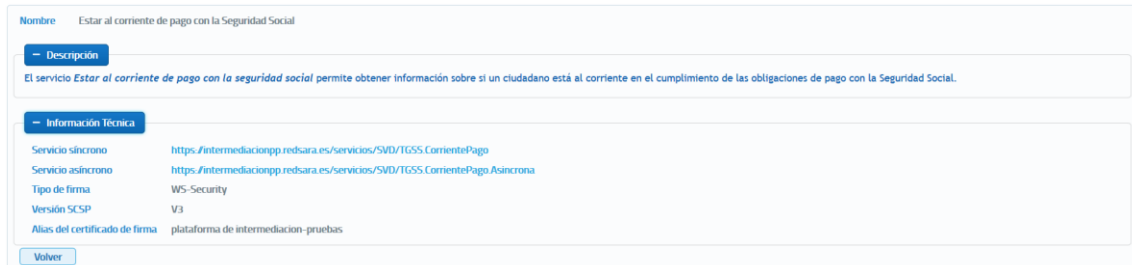 Nombre Estar al corriente de pago con la Seguridad Social
− Descripción
El servicio Estar al corriente de pago con la seguridad social permite obtener información sobre si un ciudadano está al corriente en el cumplimiento de las obligaciones de pago con la Seguridad Social.
− Información Técnica
Servicio síncrono https://intermediacionpp.redsara.es/servicios/SVD/TGSS.CorrientePago
Servicio asíncrono https://intermediacionpp.redsara.es/servicios/SVD/TGSS.CorrientePago.Asincrona
Tipo de firma WS-Security
Versión SCSP V3
Alias del certificado de firma plataforma de intermediacion-pruebas
Volver